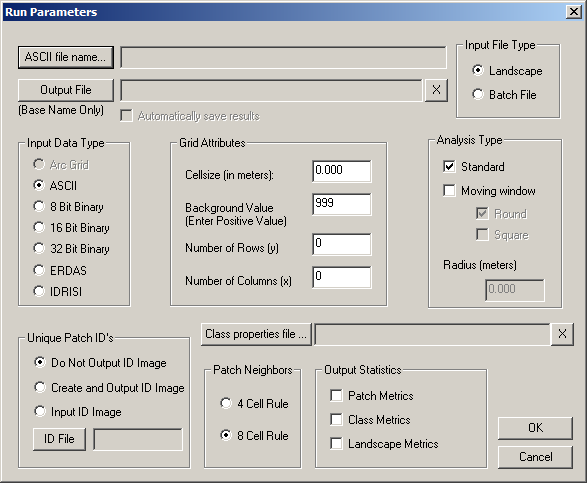 Run Parameters
ASCII file name...
Input File Type
Landscape
Output File
X
Batch File
(Base Name Only)
Automatically save results
Input Data Type
Grid Attributes
Analysis Type
Arc Grid
Cellsize (in meters):
0.000
Standard
ASCII
Moving window
8 Bit Binary
Background Value
(Enter Positive Value)
999
Round
16 Bit Binary
Square
32 Bit Binary
Number of Rows (y)
0
ERDAS
Radius (meters)
IDRISI
Number of Columns (x)
0
0.000
Class properties file ...
X
Unique Patch ID's
Do Not Output ID Image
Patch Neighbors
Output Statistics
Create and Output ID Image
4 Cell Rule
Patch Metrics
Input ID Image
Class Metrics
OK
ID File
8 Cell Rule
Landscape Metrics
Cancel